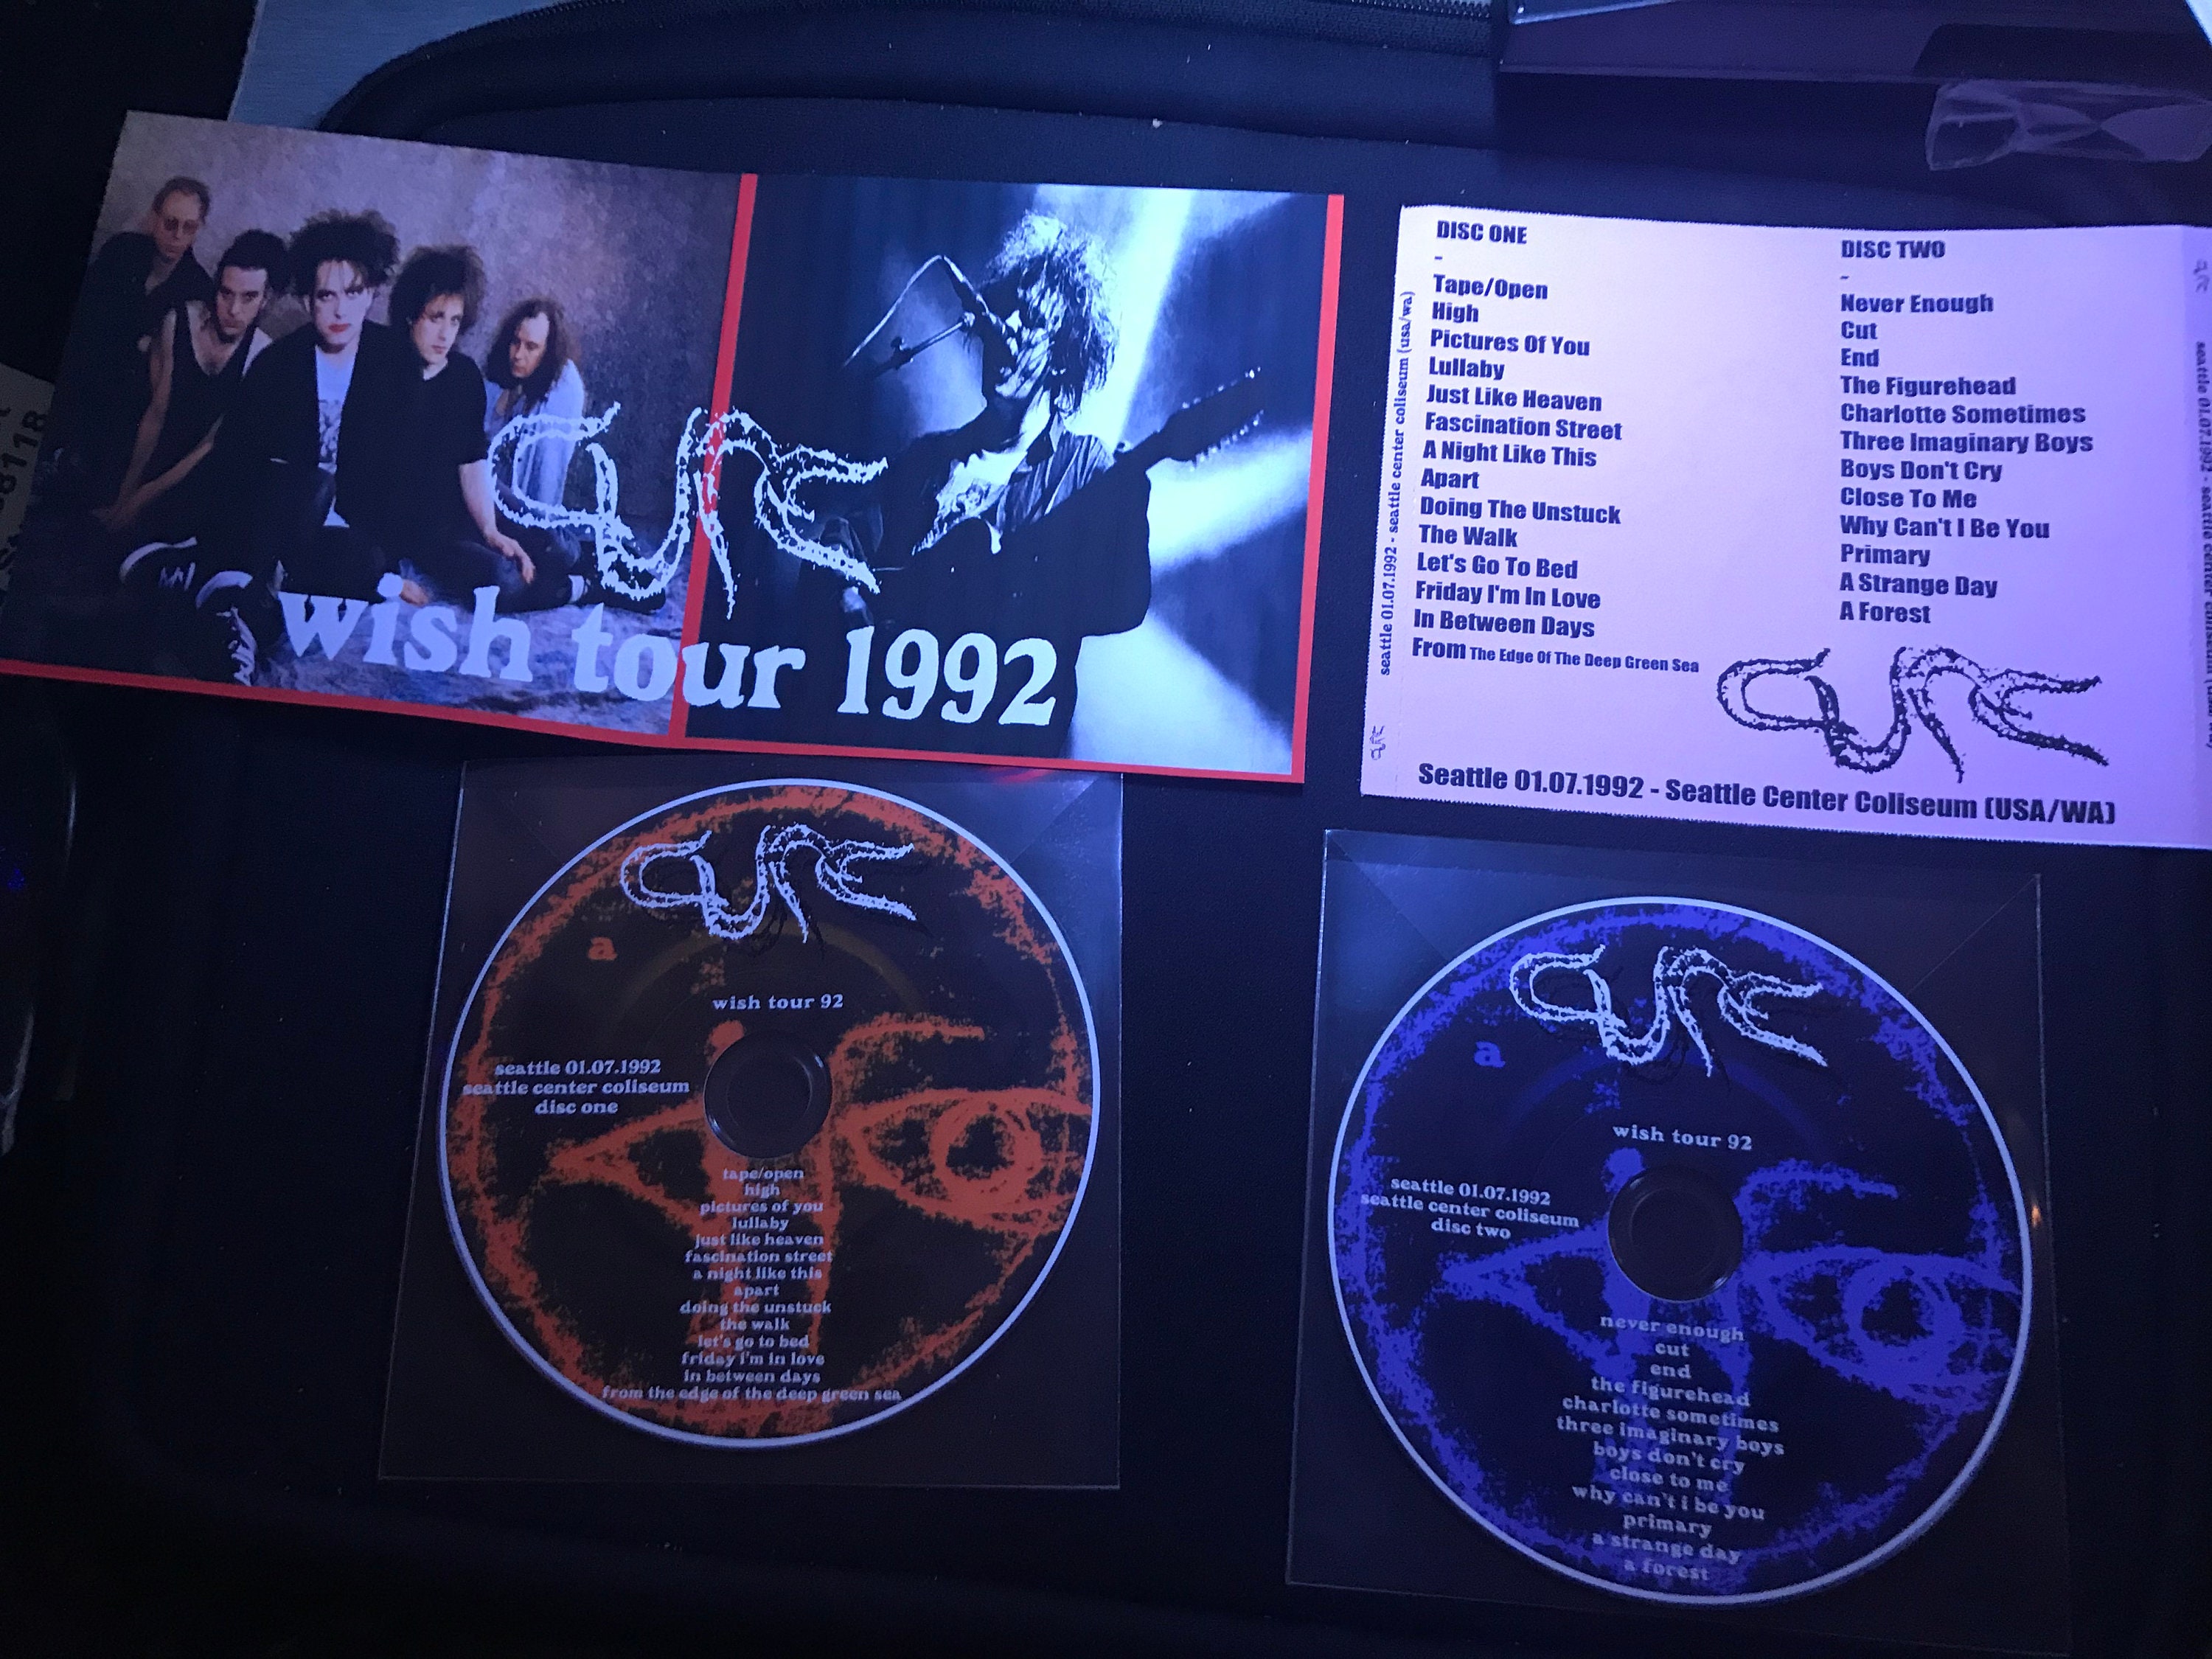 cure
wish tour 1992
DISC ONE
-
Tape/Open
High
Pictures Of You
Lullaby
Just Like Heaven
Fascination Street
A Night Like This
Apart
Doing The Unstuck
The Walk
Let's Go To Bed
Friday I'm In Love
In Between Days
From The Edge Of The Deep Green Sea
DISC TWO
-
Never Enough
Cut
End
The Figurehead
Charlotte Sometimes
Three Imaginary Boys
Boys Don't Cry
Close To Me
Why Can't I Be You
Primary
A Strange Day
A Forest
cure
Seattle 01.07.1992 - Seattle Center Coliseum (USA/WA)
seattle 01.07.1992 - seattle center coliseum (usa/wa)
cure
seattle 01.07.1992 - seattle center coliseum
cure
a
wish tour 92
seattle 01.07.1992
seattle center coliseum
disc one
tape/open
high
pictures of you
lullaby
just like heaven
fascination street
a night like this
apart
doing the unstuck
the walk
let's go to bed
friday i'm in love
in between days
from the edge of the deep green sea
cure
a
wish tour 92
seattle 01.07.1992
seattle center coliseum
disc two
never enough
cut
end
the figurehead
charlotte sometimes
three imaginary boys
boys don't cry
close to me
why can't i be you
primary
a strange day
a forest